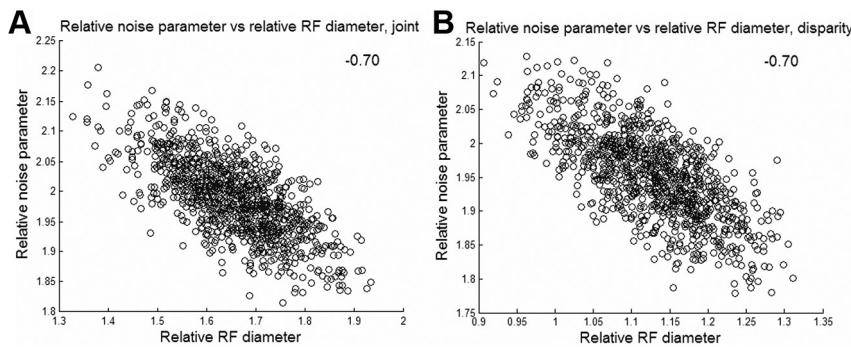 A
Relative noise parameter vs relative RF diameter, joint
-0.70
Relative noise parameter
2.25
2.2
2.15
2.1
2.05
2
1.95
1.9
1.85
1.8
1.3 1.4 1.5 1.6 1.7 1.8 1.9 2
Relative RF diameter
B
Relative noise parameter vs relative RF diameter, disparity
-0.70
Relative noise parameter
2.15
2.1
2.05
2
1.95
1.9
1.85
1.8
1.75
0.9 0.95 1 1.05 1.1 1.15 1.2 1.25 1.3 1.35
Relative RF diameter